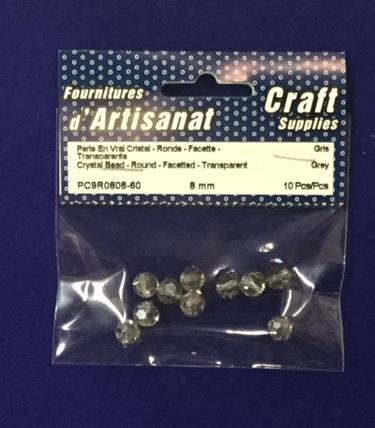 Fournitures
d'Artisanat
Craft
Supplies
Perle En Vral Cristal - Ronde - Facette - Gris
Transparente
Crystal Bead - Round - Facetted - Transparent Grey
PC9R0808-60 8 mm 10 Pcs/Pcs